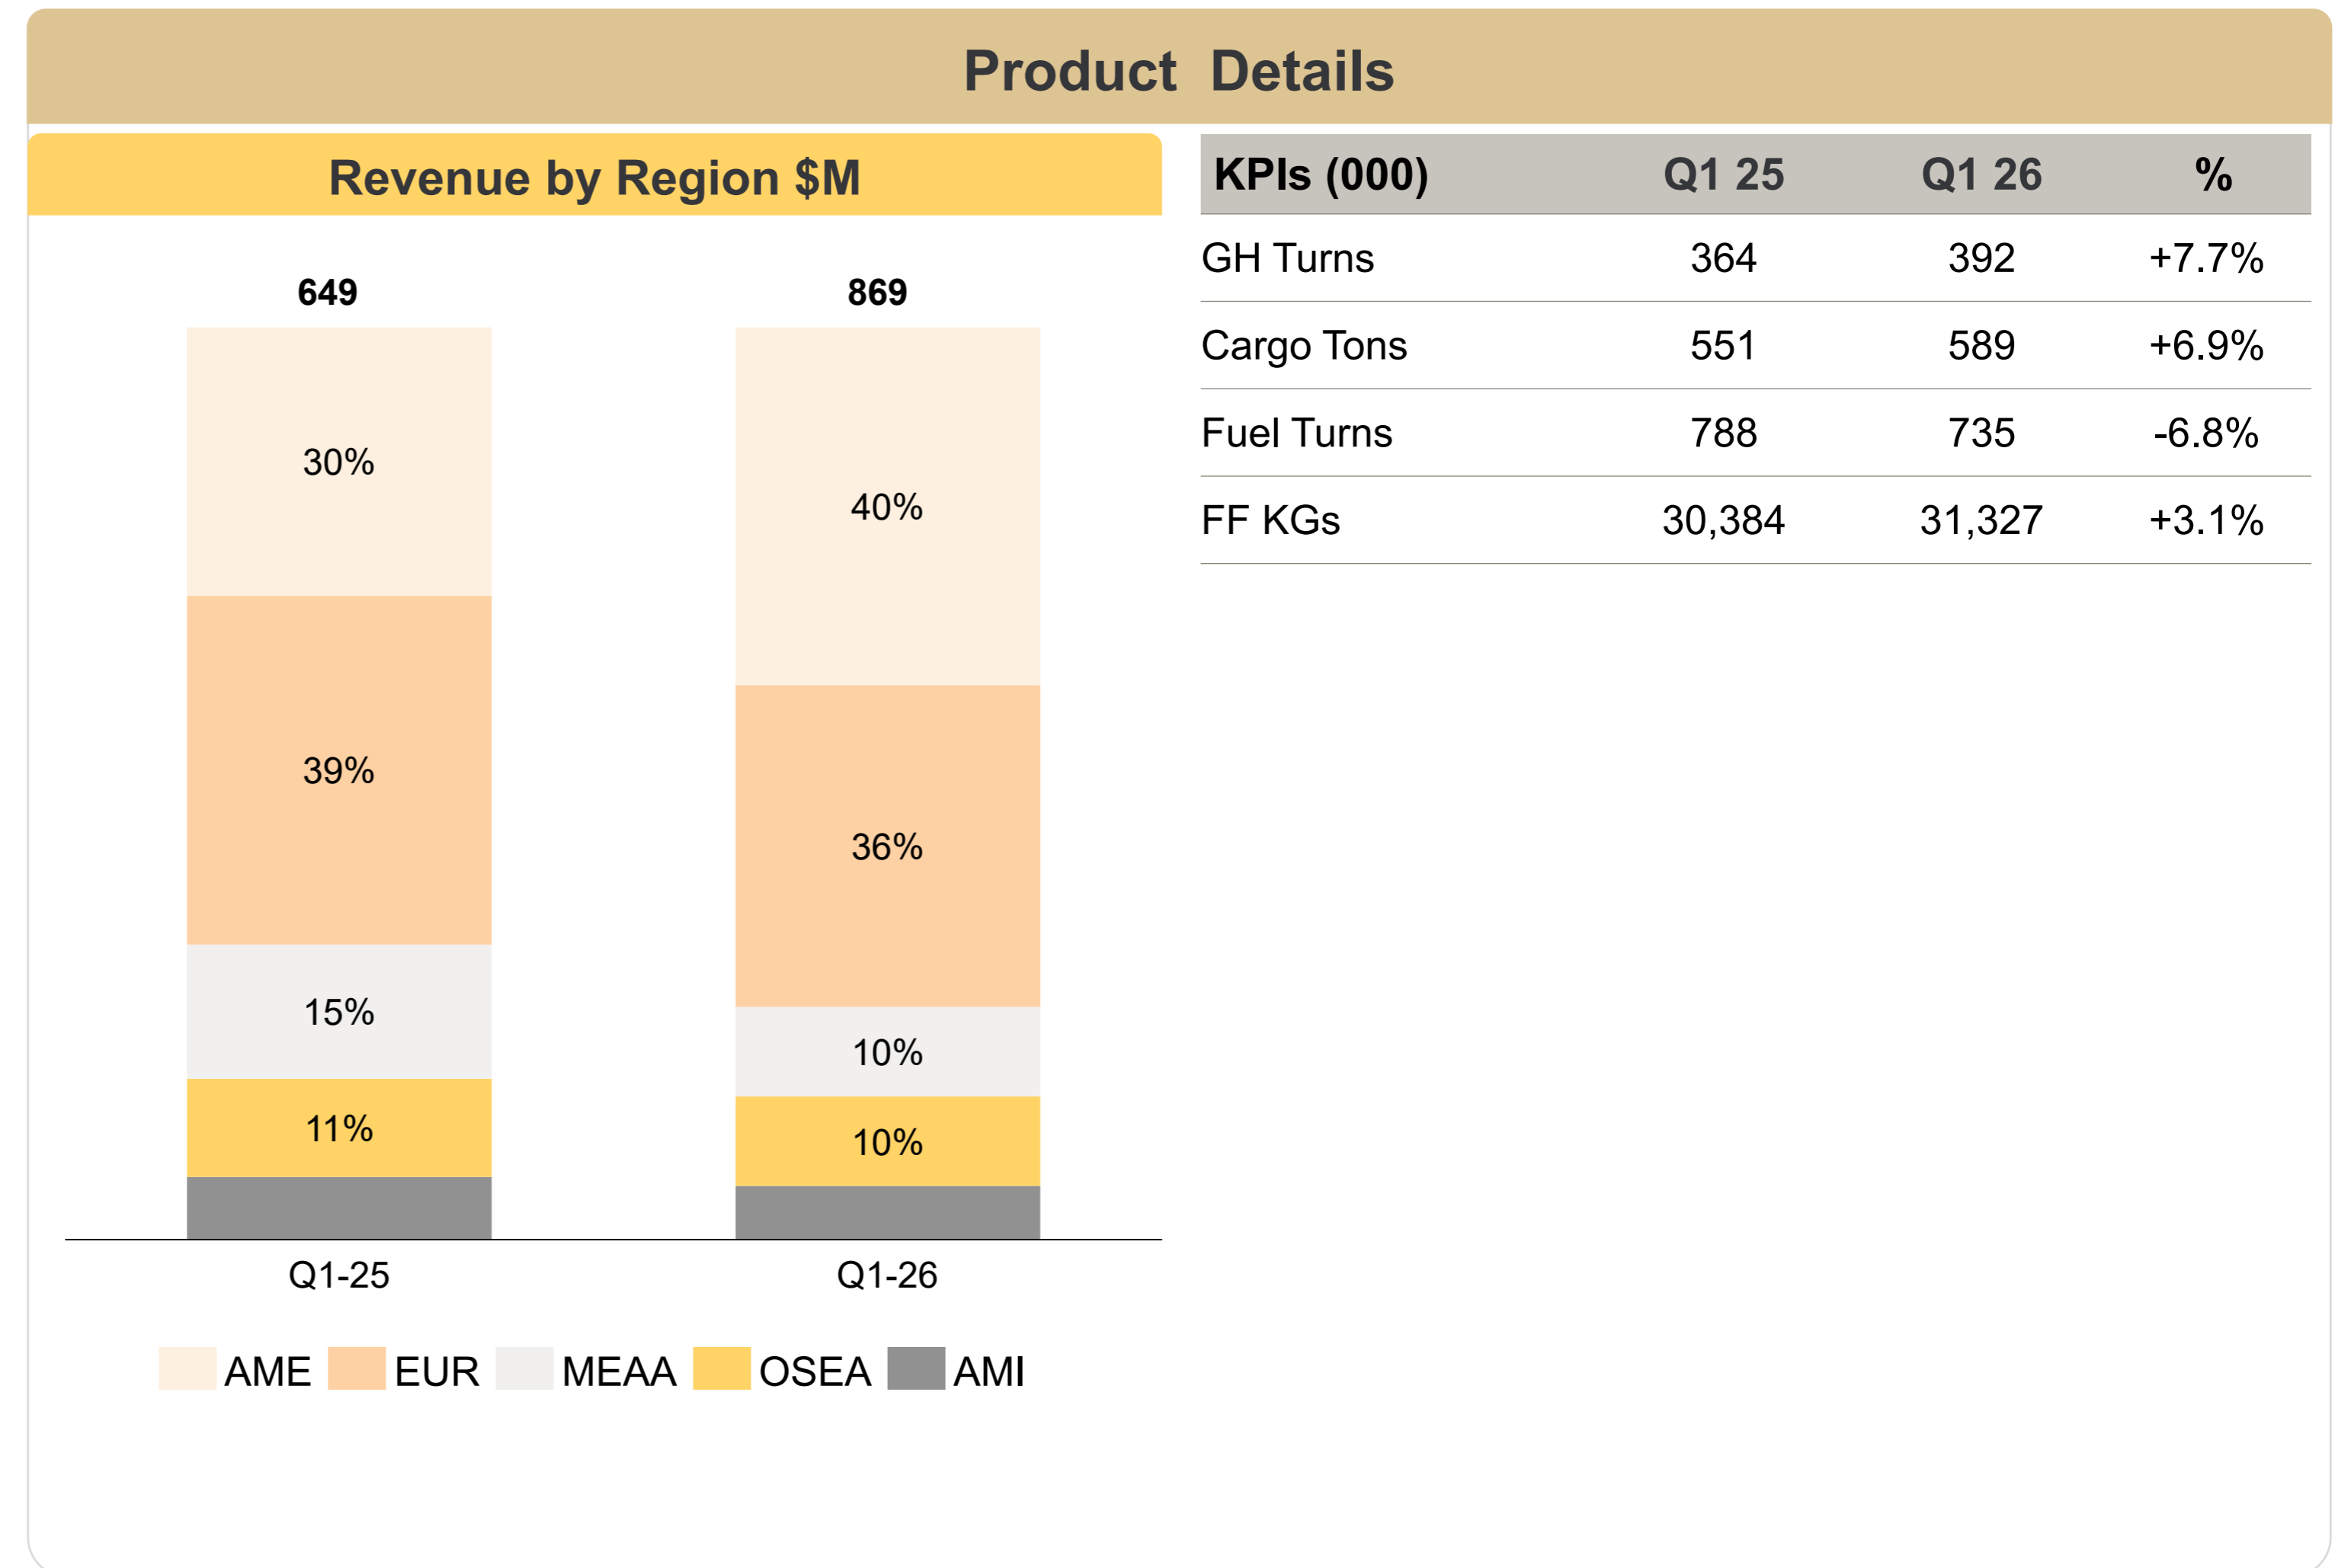 Product Details
Revenue by Region $M
649 869
30%
40%
39%
36%
15%
10%
11%
10%
Q1-25 Q1-26
AME EUR MEAA OSEA AMI
KPIs (000) Q1 25 Q1 26 %
GH Turns 364 392 +7.7%
Cargo Tons 551 589 +6.9%
Fuel Turns 788 735 -6.8%
FF KGs 30,384 31,327 +3.1%